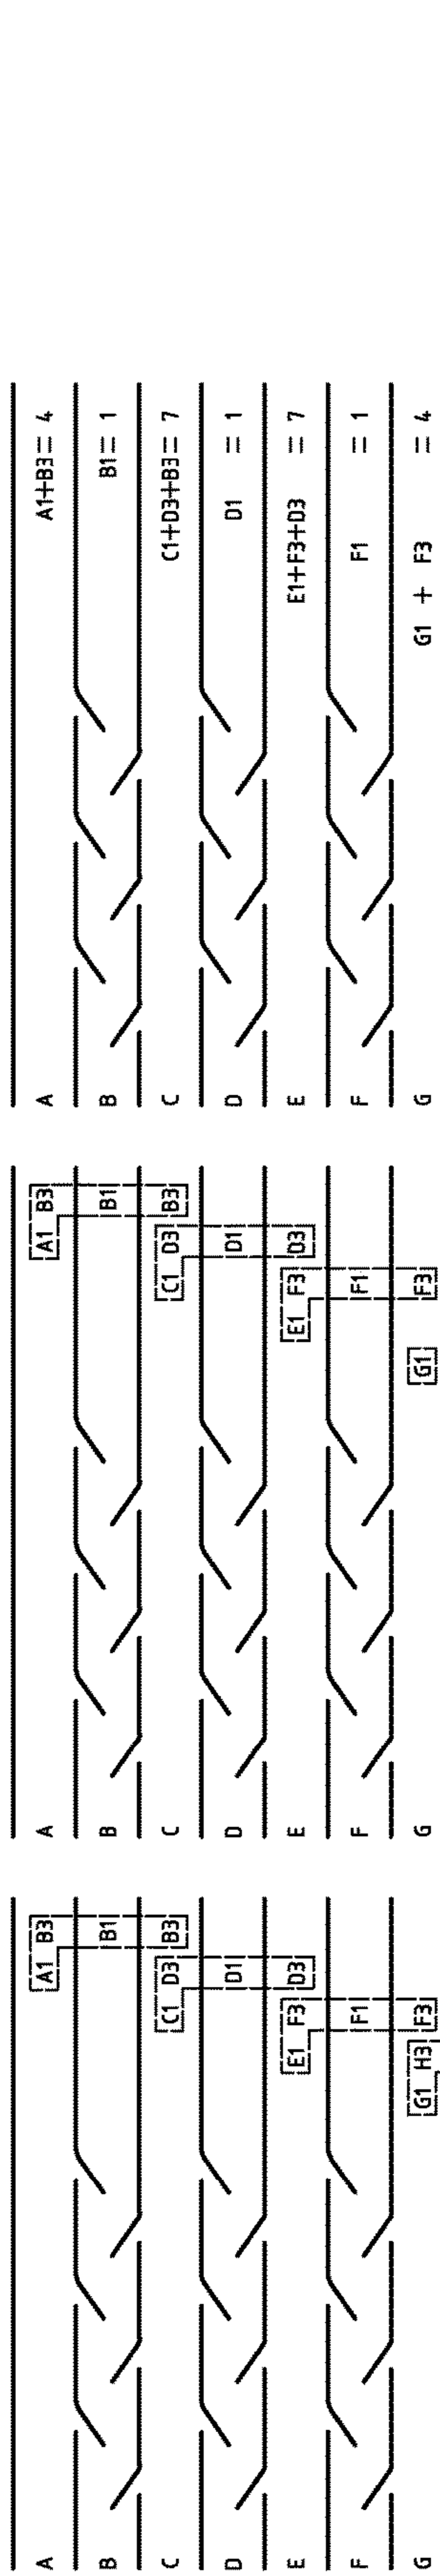 A A1 B3
B B1
C C1 D3 B3
D D1
E E1 F3 D3
F F1
G G1 H3 F3
A A1 B3
B B1
C C1 D3 B3
D D1
E E1 F3 D3
F F1
G G1 F3
A A1+B3= 4
B B1= 1
C C1+D3+B3= 7
D D1 = 1
E E1+F3+D3 = 7
F F1 = 1
G G1 + F3 = 4